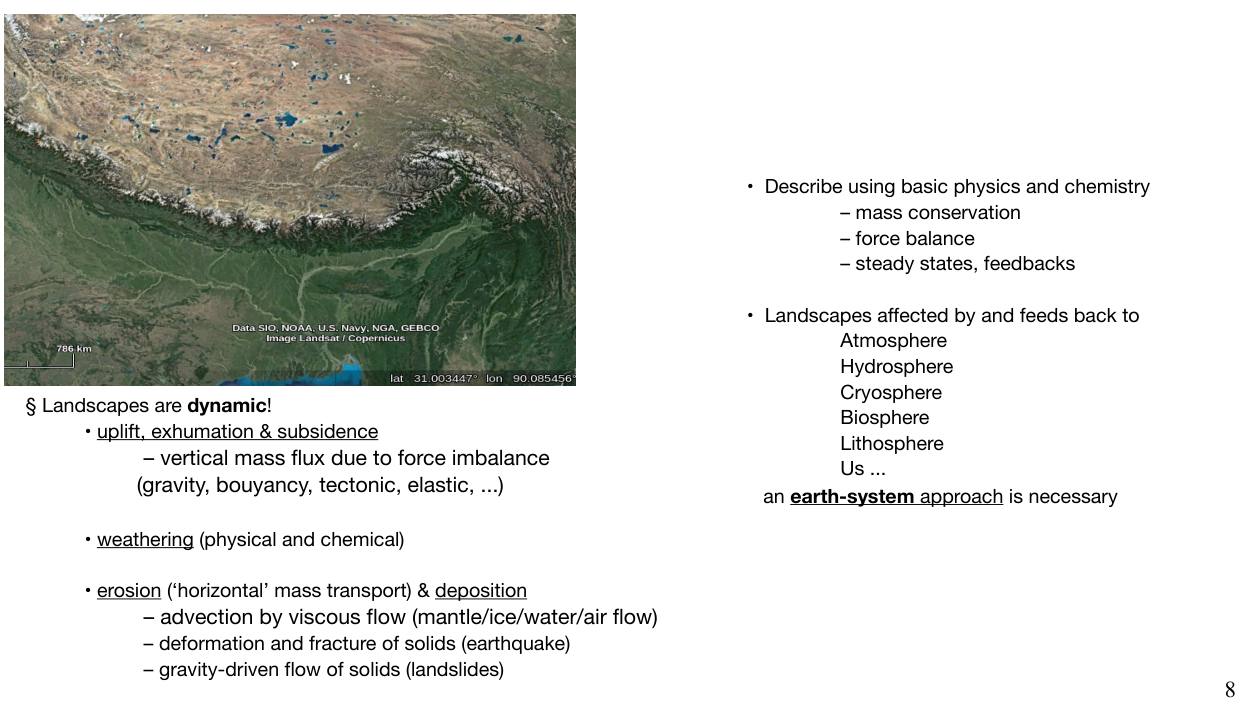 Data SIO, NOAA, U.S. Navy, NGA, GEBCO
Image Landsat / Copernicus
786 km
lat 31.003447° lon 90.085456°
§ Landscapes are dynamic!
• uplift, exhumation & subsidence
– vertical mass flux due to force imbalance
(gravity, bouyancy, tectonic, elastic, ...)
• weathering (physical and chemical)
• erosion (‘horizontal’ mass transport) & deposition
– advection by viscous flow (mantle/ice/water/air flow)
– deformation and fracture of solids (earthquake)
– gravity-driven flow of solids (landslides)
• Describe using basic physics and chemistry
– mass conservation
– force balance
– steady states, feedbacks
• Landscapes affected by and feeds back to
Atmosphere
Hydrosphere
Cryosphere
Biosphere
Lithosphere
Us ...
an earth-system approach is necessary
8